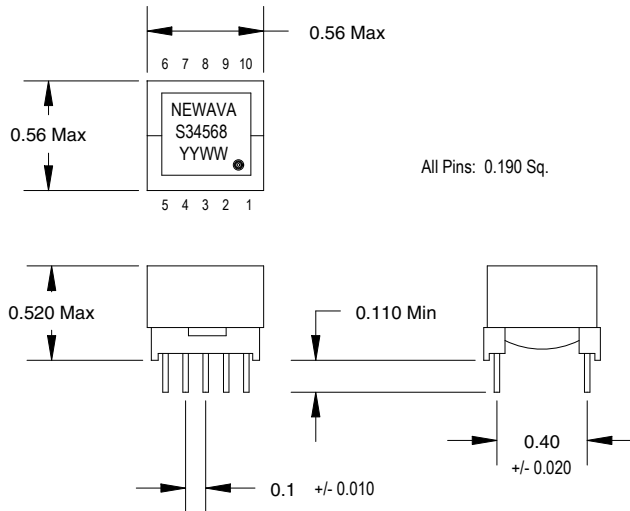 0.56 Max
6 7 8 9 10
NEWAVA
S34568
YYWW
0.56 Max
All Pins: 0.190 Sq.
5 4 3 2 1
0.520 Max
0.110 Min
0.40
+/- 0.020
0.1 +/- 0.010